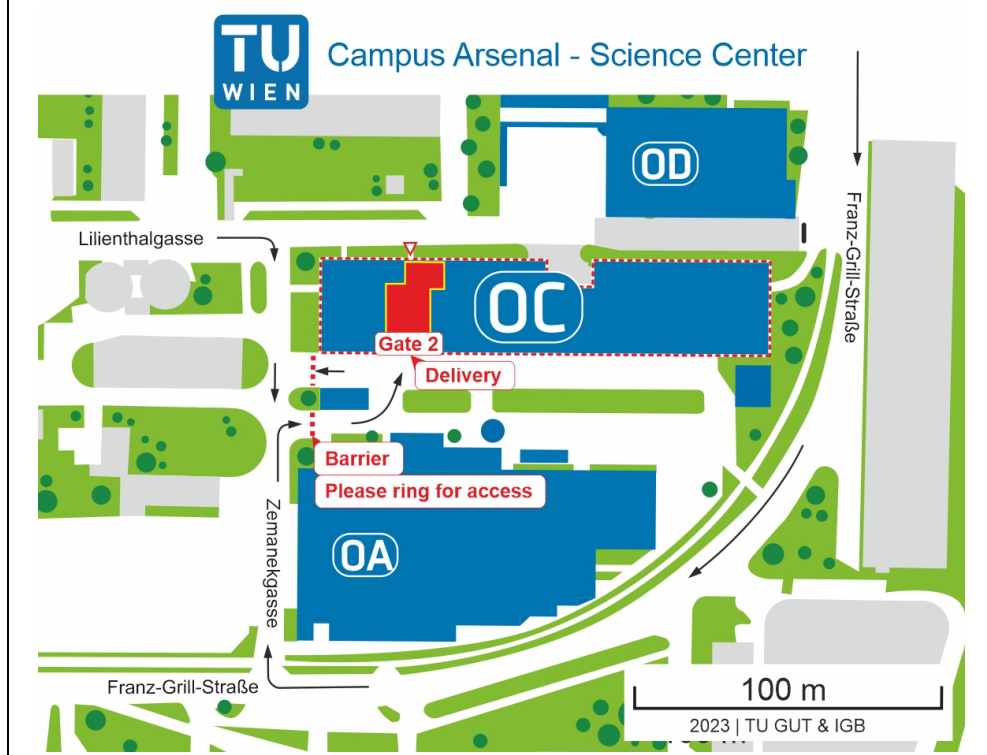 TU
WIEN
Campus Arsenal - Science Center
OD
Franz-Grill-Straße
Lilienthalgasse
OC
Gate 2
Delivery
Barrier
Please ring for access
Zemanekgasse
OA
Franz-Grill-Straße
100 m
2023 | TU GUT & IGB